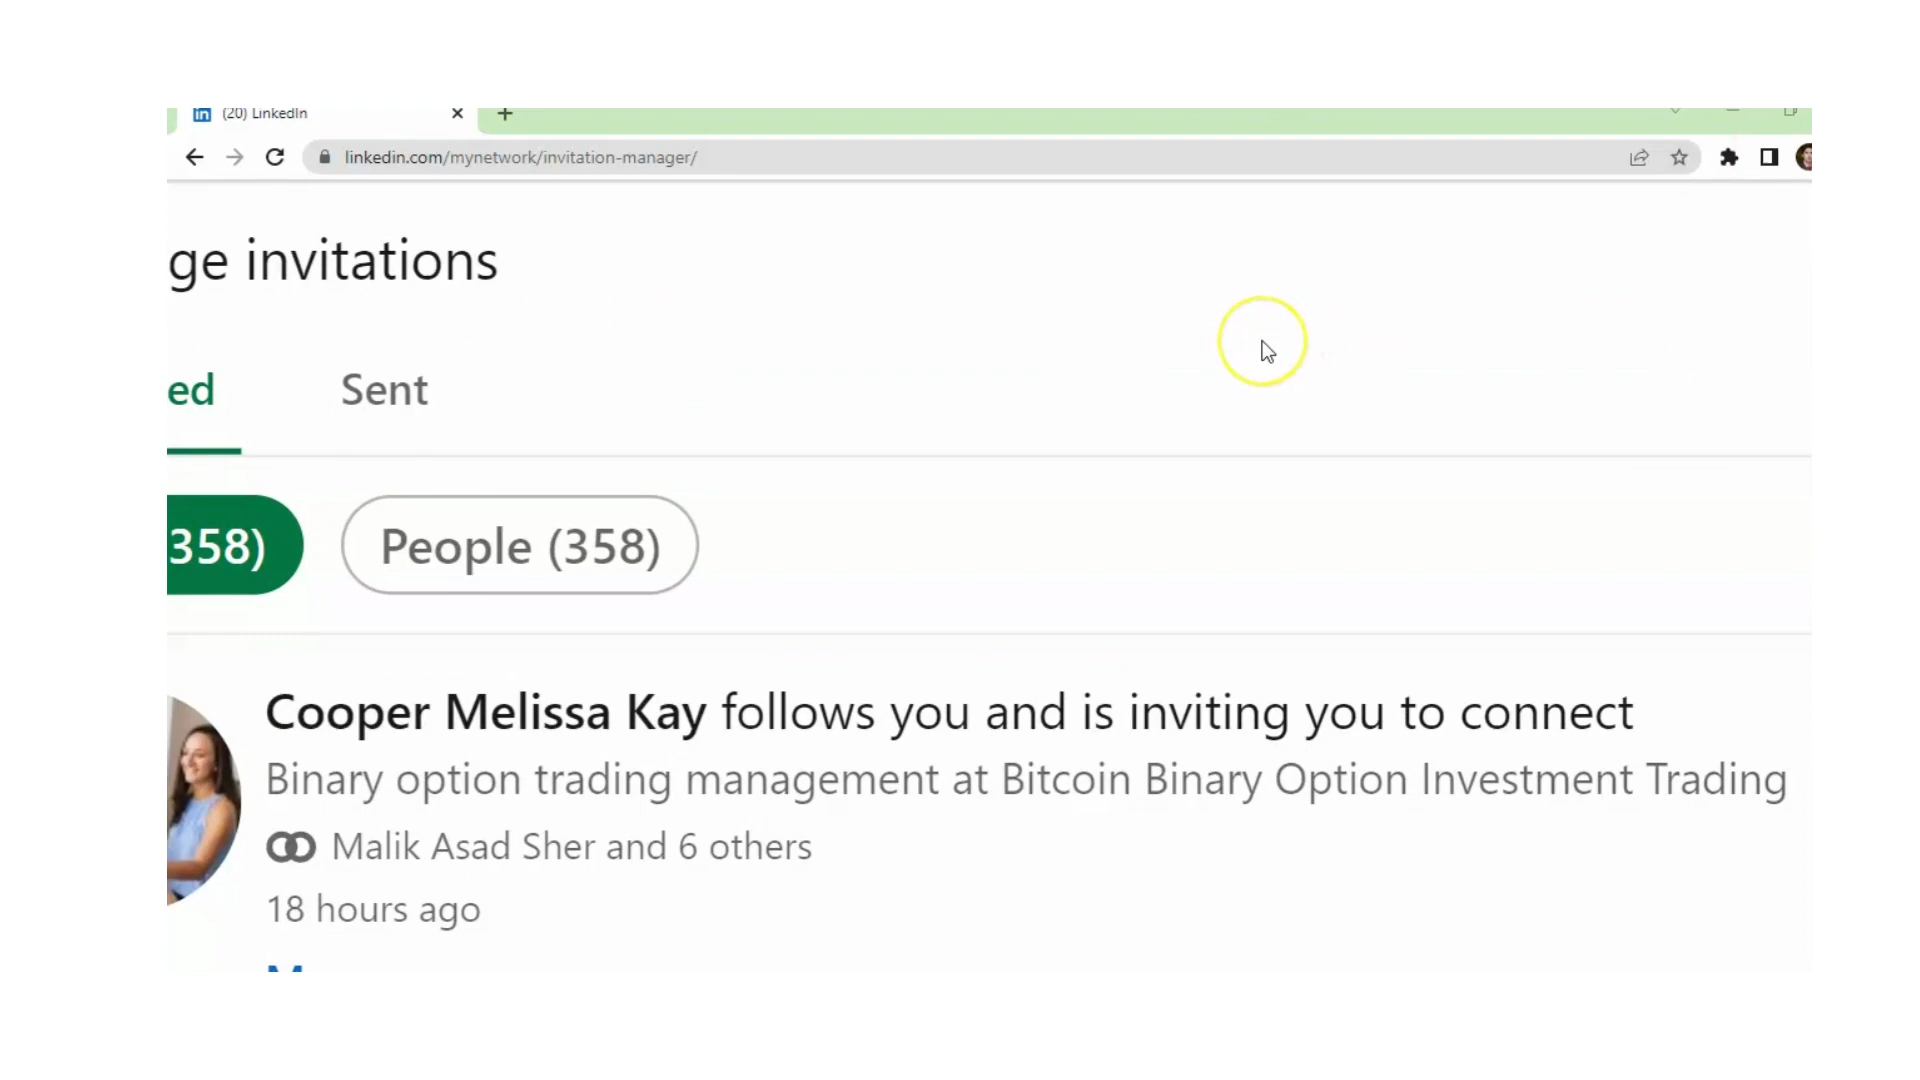 in (20) LinkedIn
linkedin.com/mynetwork/invitation-manager/
ge invitations
ed Sent
358) People (358)
Cooper Melissa Kay follows you and is inviting you to connect
Binary option trading management at Bitcoin Binary Option Investment Trading
Malik Asad Sher and 6 others
18 hours ago